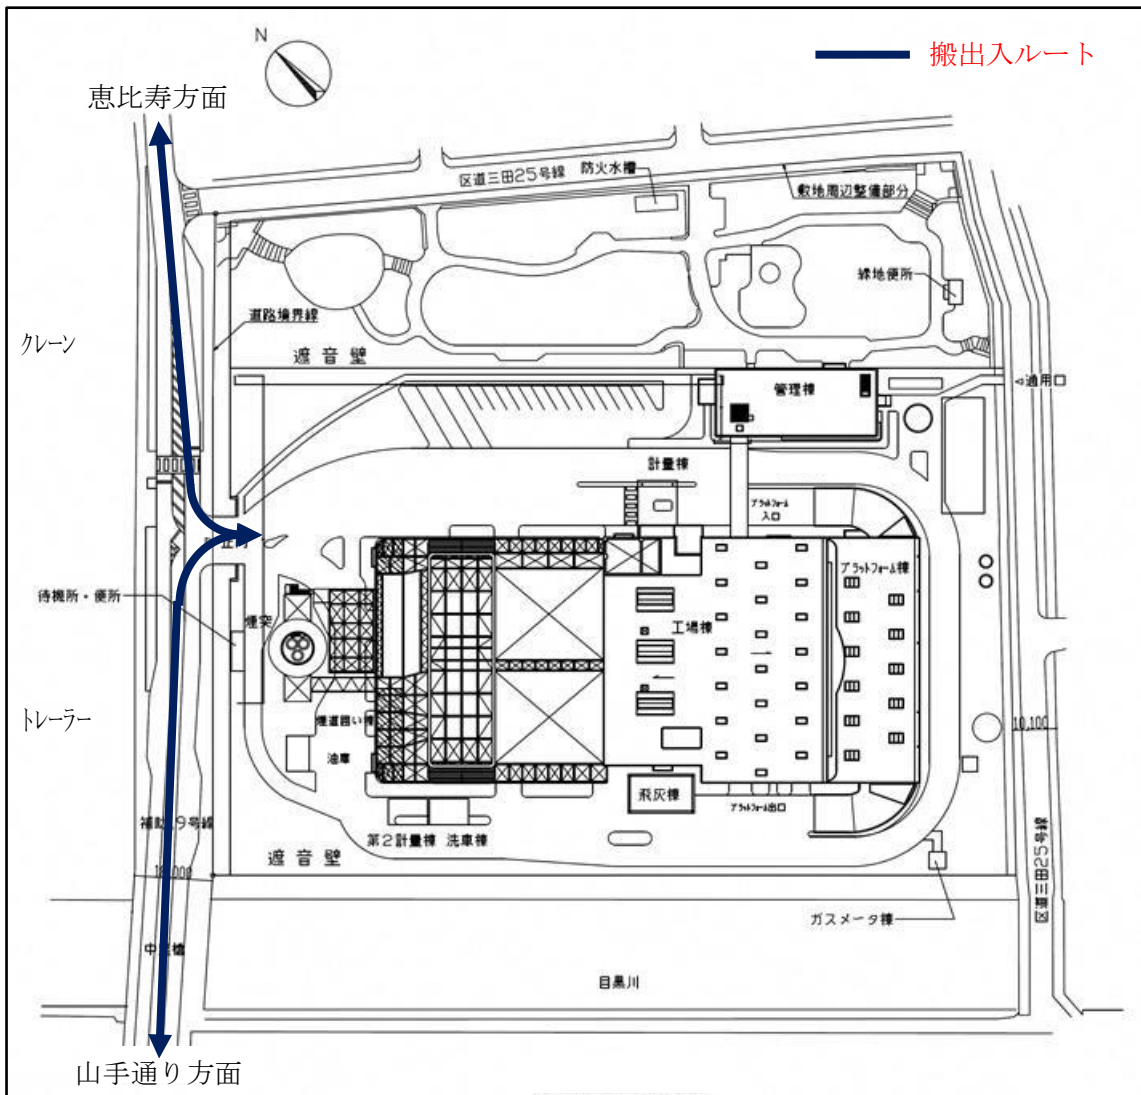 N
搬出入ルート
恵比寿方面
区道三田25号線
防火水槽
敷地周辺整備部分
緑地便所
道路境界線
クレーン
遮音壁
管理棟
通用
計量棟
プラットフォーム
入口
プラットフォーム棟
待機所・便所
煙突
工場棟
トレーラー
煙道囲い棟
油庫
10,100
飛灰棟
プラットフォーム出口
第2計量棟
洗車棟
遮音壁
区道三田25号線
ガスメータ棟
目黒川
山手通り方面